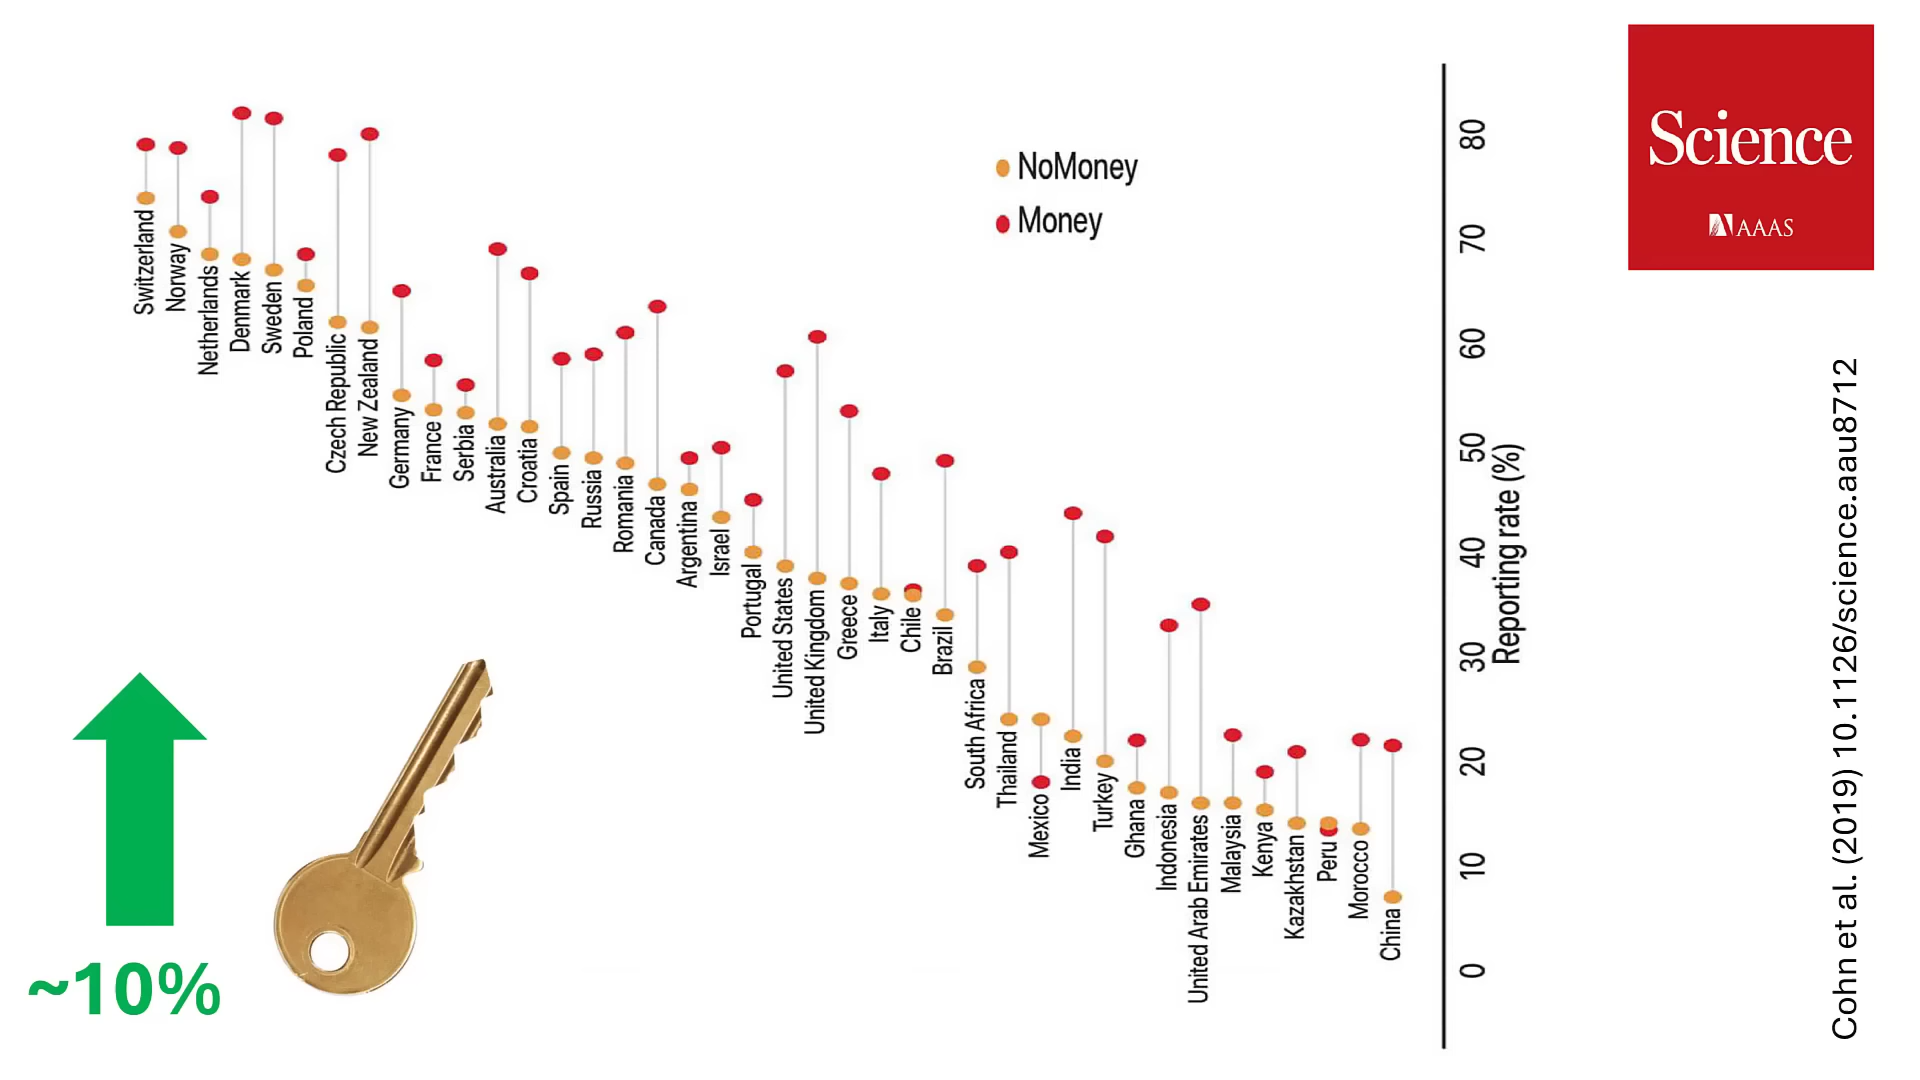 NoMoney
Money
Switzerland
Norway
Netherlands
Denmark
Sweden
Poland
Czech Republic
New Zealand
Germany
France
Serbia
Australia
Croatia
Spain
Russia
Romania
Canada
Argentina
Israel
Portugal
United States
United Kingdom
Greece
Italy
Chile
Brazil
South Africa
Thailand
Mexico
India
Turkey
Ghana
Indonesia
United Arab Emirates
Malaysia
Kenya
Kazakhstan
Peru
Morocco
China
80
70
60
50
40
30
20
10
0
Reporting rate (%)
Science
AAAS
Cohn et al. (2019) 10.1126/science.aau8712
~10%